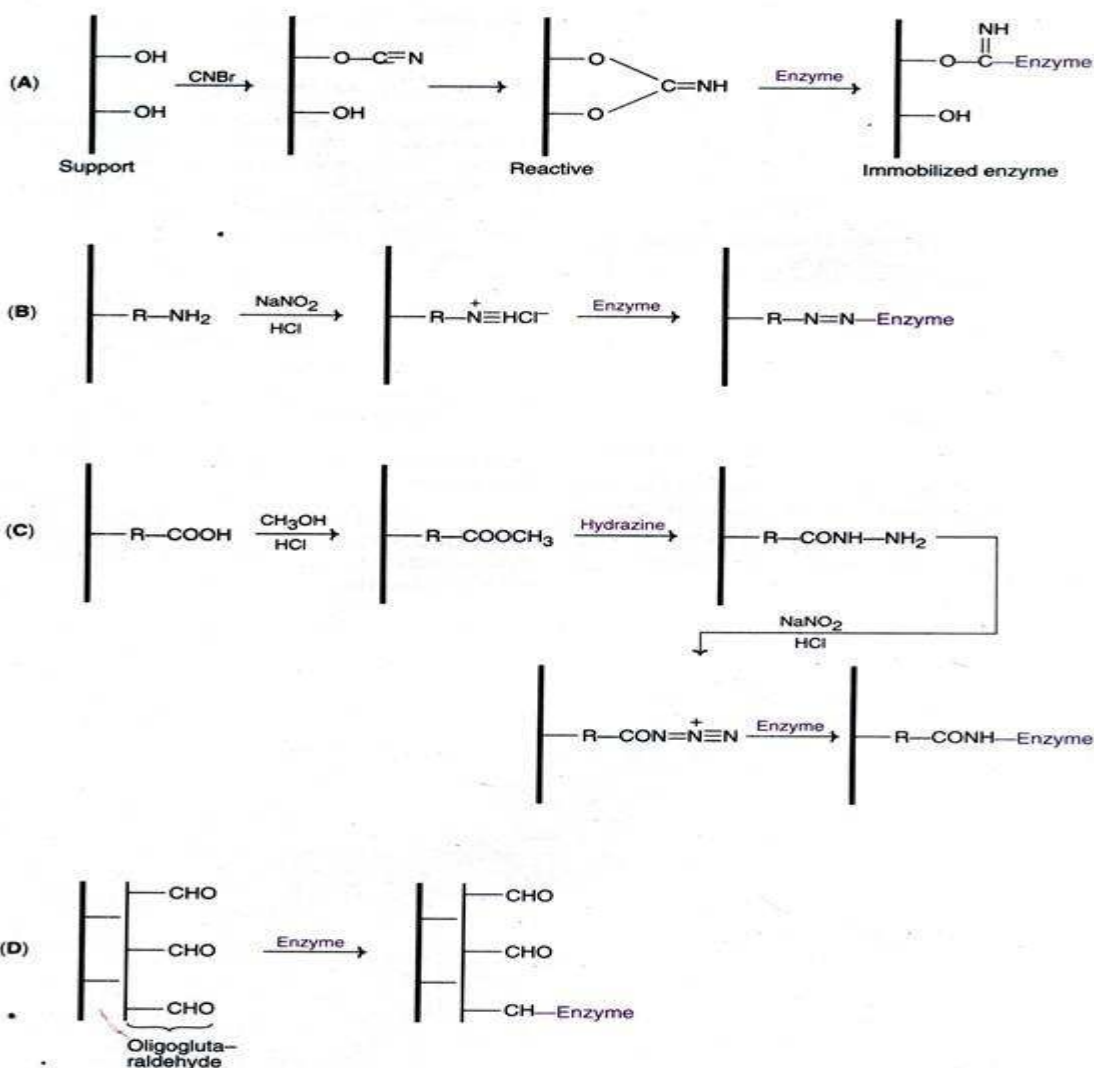 (A)
OH
OH
Support
CNBr
O—C≡N
OH
O
O
C=NH
Reactive
Enzyme
NH
O—C—Enzyme
OH
Immobilized enzyme
(B)
R—NH₂
NaNO₂
HCl
R—N⁺≡HCl⁻
Enzyme
R—N=N—Enzyme
(C)
R—COOH
CH₃OH
HCl
R—COOCH₃
Hydrazine
R—CONH—NH₂
NaNO₂
HCl
R—CON=N⁺≡N
Enzyme
R—CONH—Enzyme
(D)
CHO
CHO
CHO
Oligogluta-
raldehyde
Enzyme
CHO
CHO
CH—Enzyme